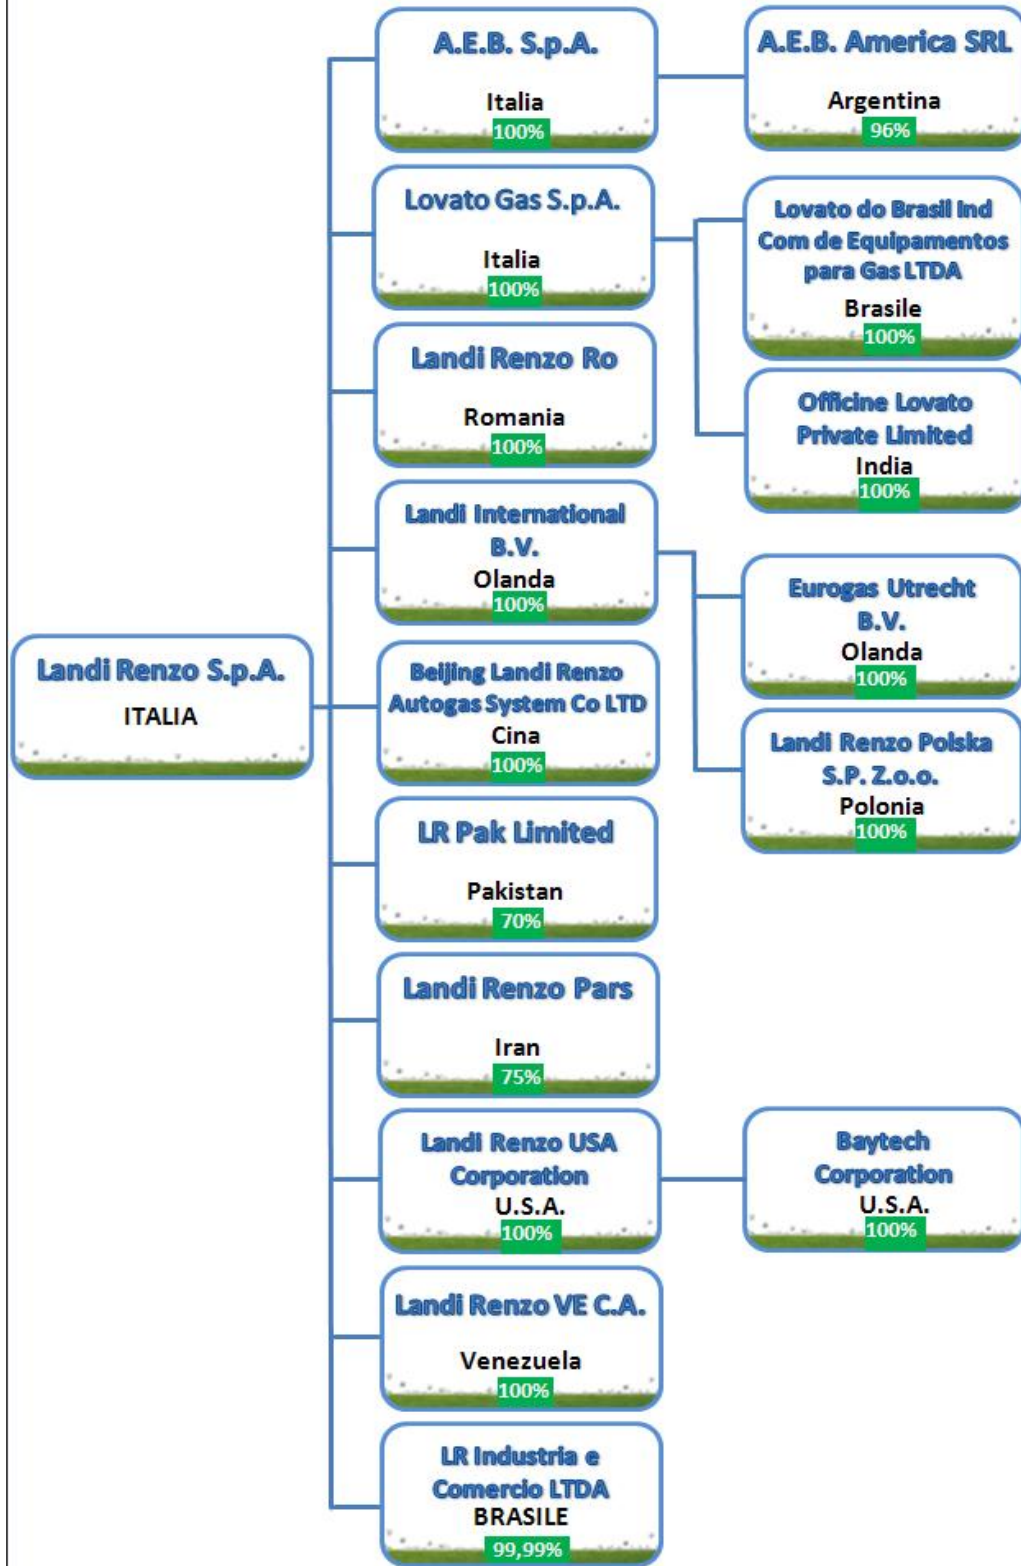 A.E.B. S.p.A.
Italia
100%
A.E.B. America SRL
Argentina
96%
Lovato Gas S.p.A.
Italia
100%
Lovato do Brasil Ind
Com de Equipamentos
para Gas LTDA
Brasile
100%
Officine Lovato
Private Limited
India
100%
Landi Renzo Ro
Romania
100%
Landi International
B.V.
Olanda
100%
Eurogas Utrecht
B.V.
Olanda
100%
Landi Renzo Polska
S.P. Z.o.o.
Polonia
100%
Landi Renzo S.p.A.
ITALIA
Beijing Landi Renzo
Autogas System Co LTD
Cina
100%
LR Pak Limited
Pakistan
70%
Landi Renzo Pars
Iran
75%
Landi Renzo USA
Corporation
U.S.A.
100%
Baytech
Corporation
U.S.A.
100%
Landi Renzo VE C.A.
Venezuela
100%
LR Industria e
Comercio LTDA
BRASILE
99,99%